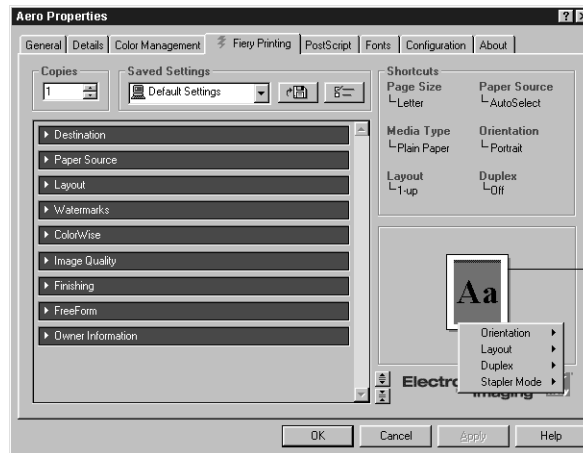 Aero Properties
General Details Color Management Fiery Printing PostScript Fonts Configuration About
Copies
1
Saved Settings
Default Settings
Shortcuts
Page Size
Letter
Paper Source
AutoSelect
Media Type
Plain Paper
Orientation
Portrait
Layout
1-up
Duplex
Off
Destination
Paper Source
Layout
Watermarks
ColorWise
Image Quality
Finishing
FreeForm
Owner Information
Aa
Orientation
Layout
Duplex
Stapler Mode
OK Cancel Apply Help